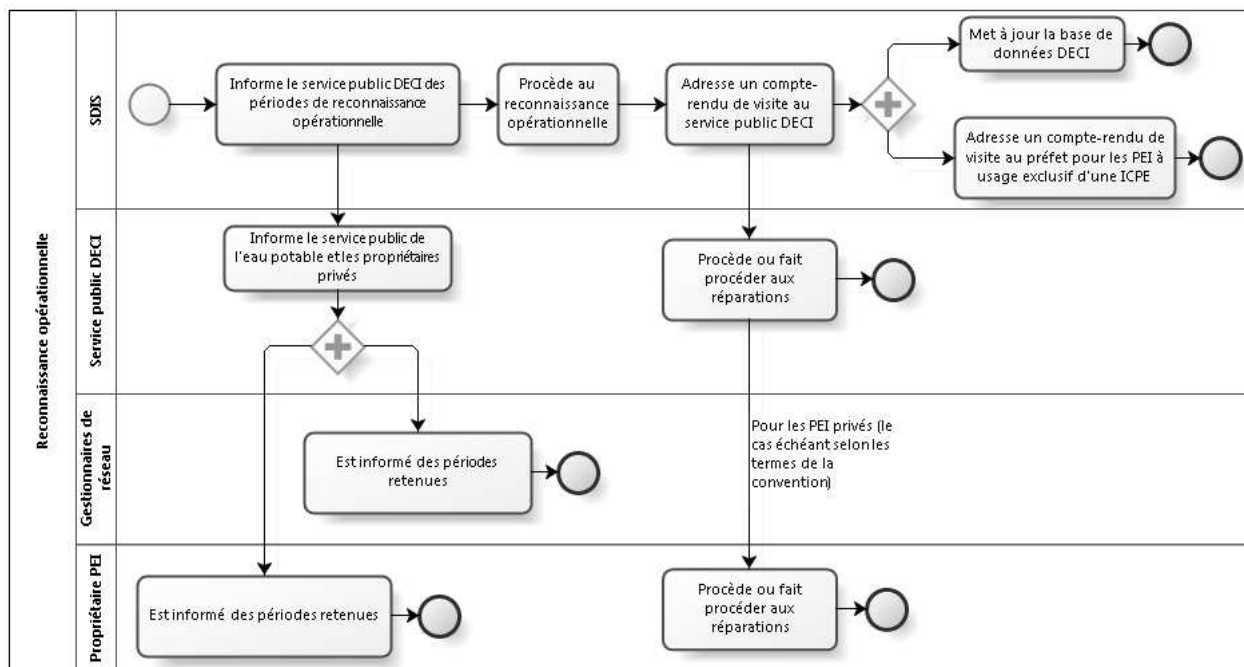 Reconnaissance opérationnelle
SDIS
Informe le service public DECI des
périodes de reconnaissance
opérationnelle
Procède au
reconnaissance
opérationnelle
Adresse un compte-
rendu de visite au
service public DECI
Met à jour la base de
données DECI
Adresse un compte-rendu de
visite au préfet pour les PEI à
usage exclusif d'une ICPE
Service public DECI
Informe le service public de
l'eau potable et les propriétaires
privés
Procède ou fait
procéder aux
réparations
Gestionnaires de
réseau
Est informé des périodes
retenues
Pour les PEI privés (le
cas échéant selon les
termes de la
convention)
Propriétaire PEI
Est informé des périodes retenues
Procède ou fait
procéder aux
réparations